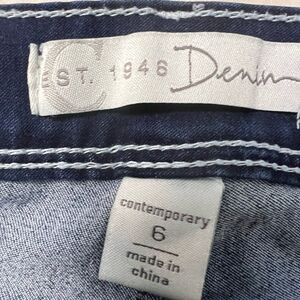 C
EST. 1946 Denim
contemporary
6
made in
china